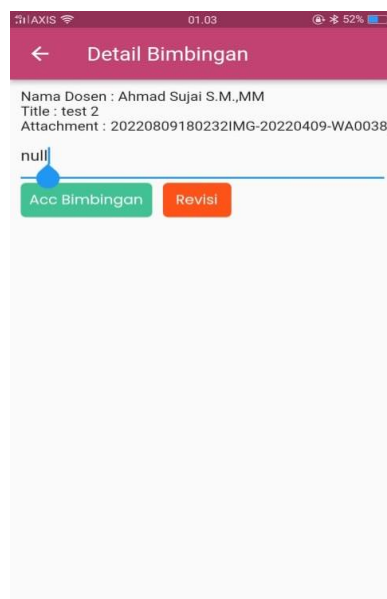 AXIS 01.03 52%
Detail Bimbingan
Nama Dosen : Ahmad Sujai S.M.,MM
Title : test 2
Attachment : 20220809180232IMG-20220409-WA0038
null
Acc Bimbingan Revisi